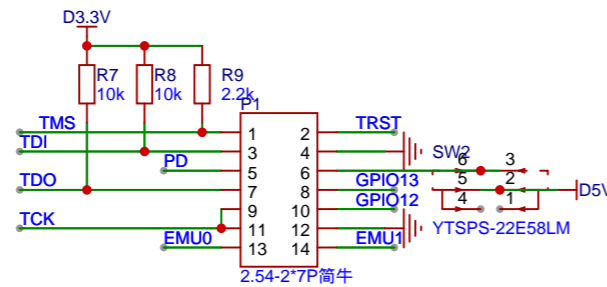 D3.3V
R7
10k
R8
10k
R9
2.2k
P1
TMS
TDI
PD
TDO
TCK
EMU0
1
3
5
7
9
11
13
2
4
6
8
10
12
14
TRST
GPIO13
GPIO12
EMU1
SW2
6
5
4
3
2
1
D5V
YTSPS-22E58LM
2.54-2*7P简牛